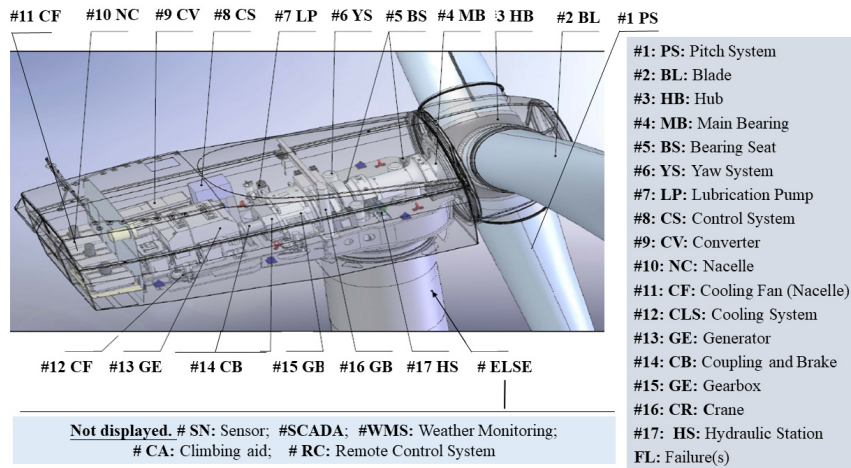 #11 CF #10 NC #9 CV #8 CS #7 LP #6 YS #5 BS #4 MB #3 HB #2 BL #1 PS
#1: PS: Pitch System
#2: BL: Blade
#3: HB: Hub
#4: MB: Main Bearing
#5: BS: Bearing Seat
#6: YS: Yaw System
#7: LP: Lubrication Pump
#8: CS: Control System
#9: CV: Converter
#10: NC: Nacelle
#11: CF: Cooling Fan (Nacelle)
#12: CLS: Cooling System
#13: GE: Generator
#14: CB: Coupling and Brake
#15: GE: Gearbox
#16: CR: Crane
#17: HS: Hydraulic Station
FL: Failure(s)
#12 CF #13 GE #14 CB #15 GB #16 GB #17 HS # ELSE
Not displayed. # SN: Sensor; #SCADA; #WMS: Weather Monitoring;
# CA: Climbing aid; # RC: Remote Control System